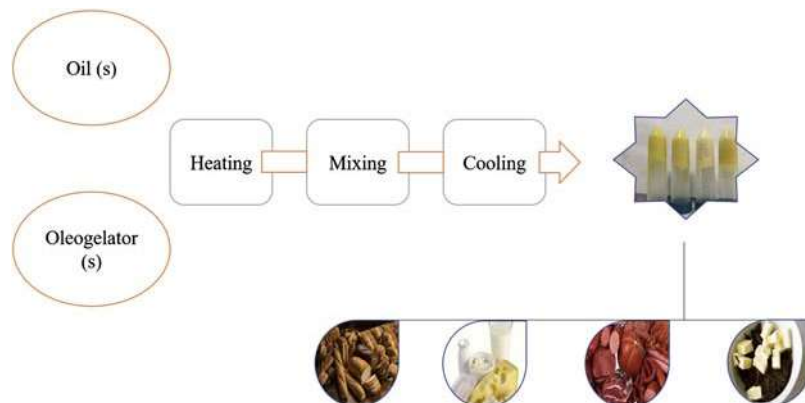 Oil (s)
Heating
Mixing
Cooling
Oleogelator
(s)